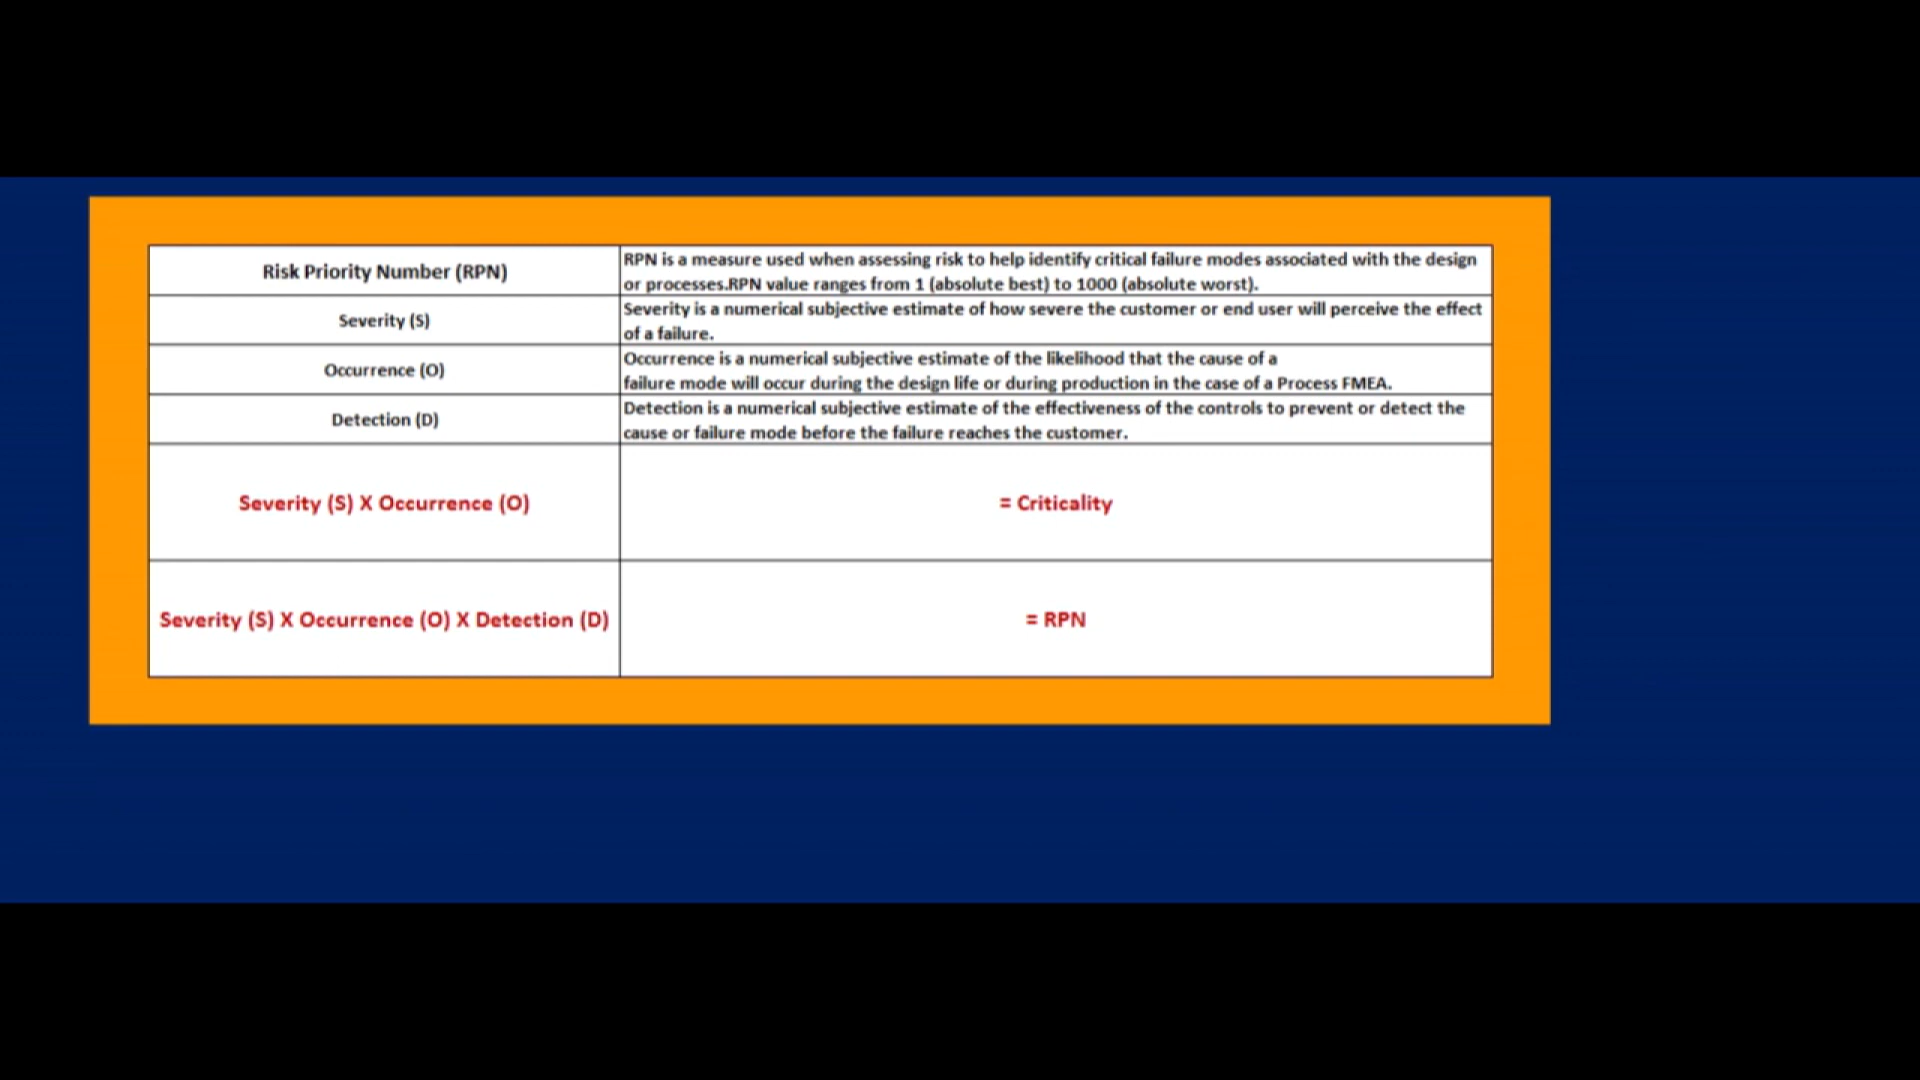 Risk Priority Number (RPN)
RPN is a measure used when assessing risk to help identify critical failure modes associated with the design
or processes.RPN value ranges from 1 (absolute best) to 1000 (absolute worst).
Severity (S)
Severity is a numerical subjective estimate of how severe the customer or end user will perceive the effect
of a failure.
Occurrence (O)
Occurrence is a numerical subjective estimate of the likelihood that the cause of a
failure mode will occur during the design life or during production in the case of a Process FMEA.
Detection (D)
Detection is a numerical subjective estimate of the effectiveness of the controls to prevent or detect the
cause or failure mode before the failure reaches the customer.
Severity (S) X Occurrence (O)
= Criticality
Severity (S) X Occurrence (O) X Detection (D)
= RPN